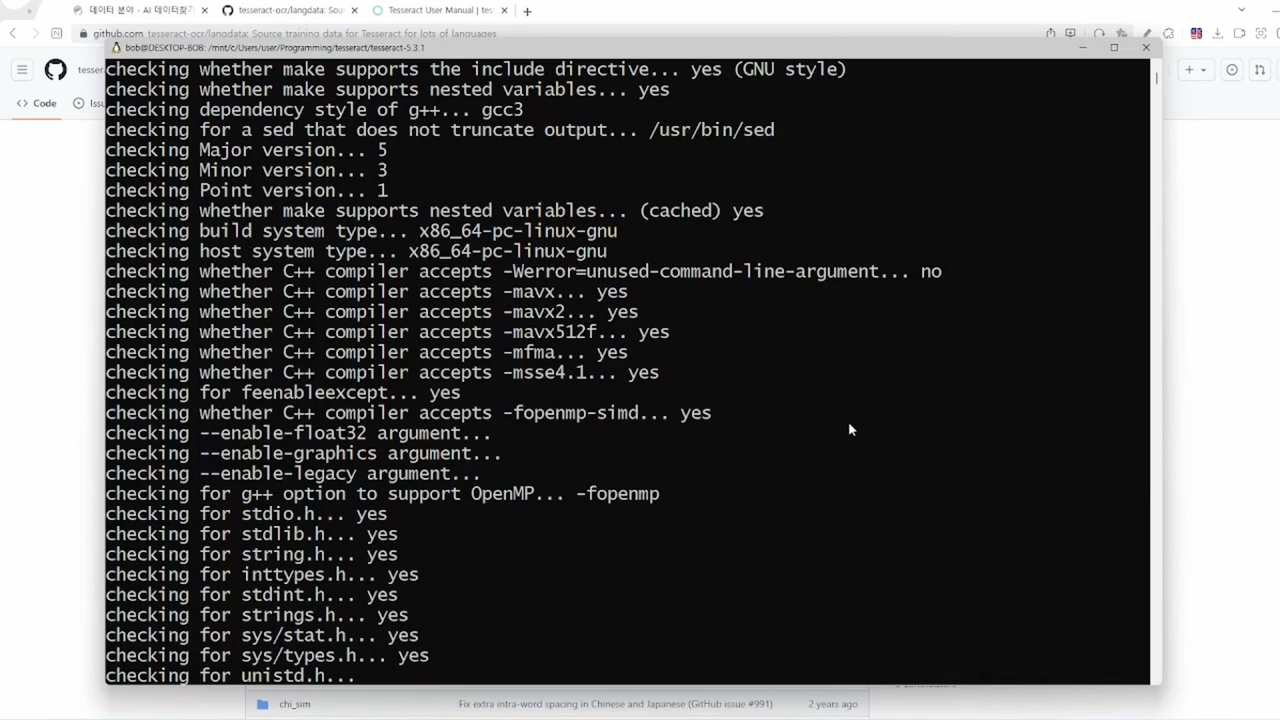 데이터 분야 - AI 데이터찾기
tesseract-ocr/langdata: Sour
Tesseract User Manual | tess
github.com/tesseract-ocr/langdata: Source training data for Tesseract for lots of languages
bob@DESKTOP-BOB: /mnt/c/Users/user/Programming/tesseract/tesseract-5.3.1
tesser
Code
Issu
checking whether make supports the include directive... yes (GNU style)
checking whether make supports nested variables... yes
checking dependency style of g++... gcc3
checking for a sed that does not truncate output... /usr/bin/sed
checking Major version... 5
checking Minor version... 3
checking Point version... 1
checking whether make supports nested variables... (cached) yes
checking build system type... x86_64-pc-linux-gnu
checking host system type... x86_64-pc-linux-gnu
checking whether C++ compiler accepts -Werror=unused-command-line-argument... no
checking whether C++ compiler accepts -mavx... yes
checking whether C++ compiler accepts -mavx2... yes
checking whether C++ compiler accepts -mavx512f... yes
checking whether C++ compiler accepts -mfma... yes
checking whether C++ compiler accepts -msse4.1... yes
checking for feenableexcept... yes
checking whether C++ compiler accepts -fopenmp-simd... yes
checking --enable-float32 argument...
checking --enable-graphics argument...
checking --enable-legacy argument...
checking for g++ option to support OpenMP... -fopenmp
checking for stdio.h... yes
checking for stdlib.h... yes
checking for string.h... yes
checking for inttypes.h... yes
checking for stdint.h... yes
checking for strings.h... yes
checking for sys/stat.h... yes
checking for sys/types.h... yes
checking for unistd.h...
chi_sim
Fix extra intra-word spacing in Chinese and Japanese (GitHub issue #991)
2 years ago